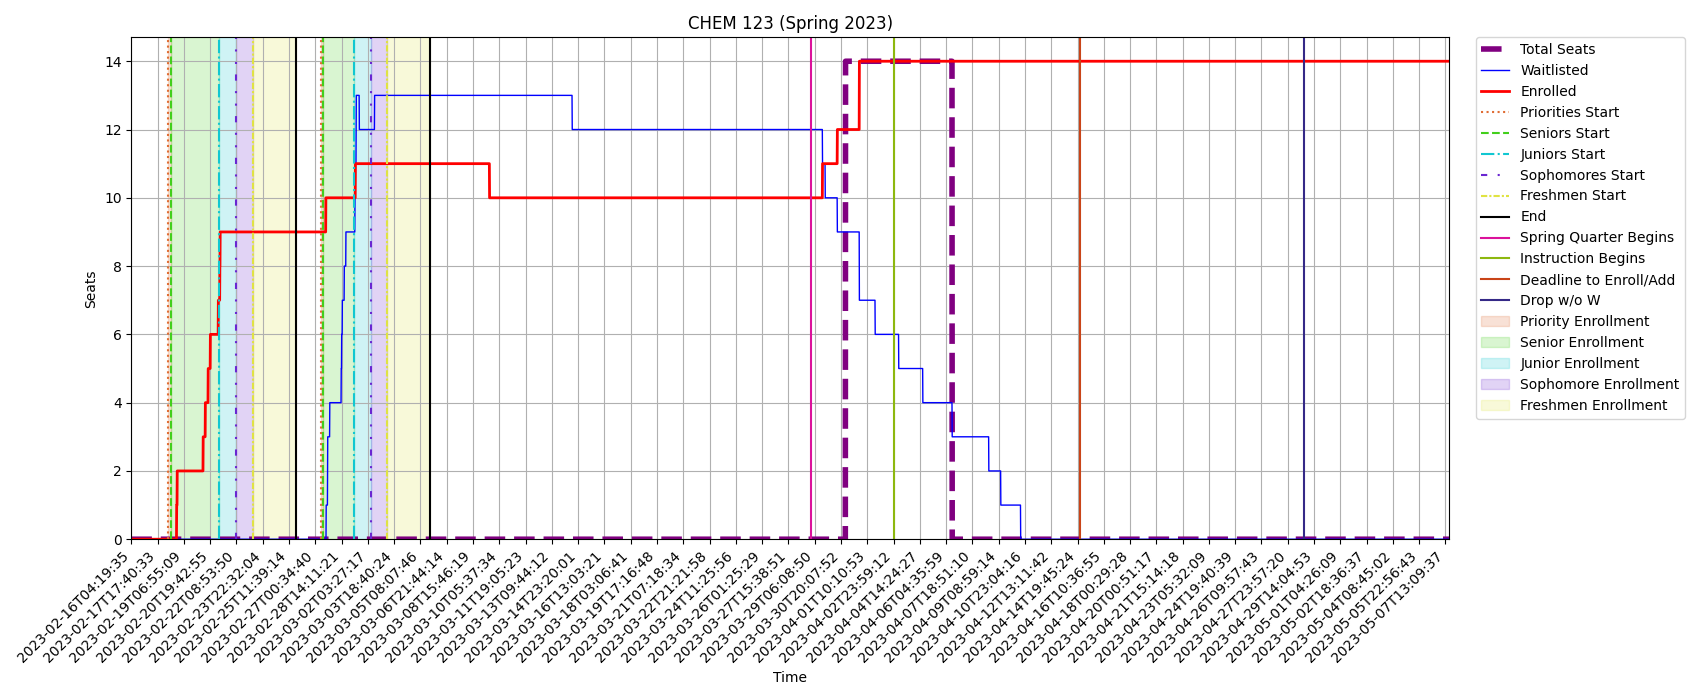 CHEM 123 (Spring 2023)
Seats
14
12
10
8
6
4
2
0
2023-02-16T04:19:35
2023-02-17T17:40:33
2023-02-19T06:55:09
2023-02-20T19:42:55
2023-02-22T08:53:50
2023-02-23T22:32:04
2023-02-25T11:39:14
2023-02-27T00:34:40
2023-02-28T14:11:21
2023-03-02T03:27:17
2023-03-03T18:40:24
2023-03-05T08:07:46
2023-03-06T21:44:14
2023-03-08T15:46:19
2023-03-10T05:37:34
2023-03-11T19:05:23
2023-03-13T09:44:12
2023-03-14T23:20:01
2023-03-16T13:03:21
2023-03-18T03:06:41
2023-03-19T17:16:48
2023-03-21T07:18:34
2023-03-22T21:21:58
2023-03-24T11:25:56
2023-03-26T01:25:29
2023-03-27T15:38:51
2023-03-29T06:08:50
2023-03-30T20:07:52
2023-04-01T10:10:53
2023-04-02T23:59:12
2023-04-04T14:24:27
2023-04-06T04:35:59
2023-04-07T18:51:10
2023-04-09T08:59:14
2023-04-10T23:04:16
2023-04-12T13:11:42
2023-04-14T19:45:24
2023-04-16T10:36:55
2023-04-18T00:29:28
2023-04-20T00:51:17
2023-04-21T15:14:18
2023-04-23T05:32:09
2023-04-24T19:40:39
2023-04-26T09:57:43
2023-04-27T23:57:20
2023-04-29T14:04:53
2023-05-01T04:26:09
2023-05-02T18:36:37
2023-05-04T08:45:02
2023-05-05T22:56:43
2023-05-07T13:09:37
Time
Total Seats
Waitlisted
Enrolled
Priorities Start
Seniors Start
Juniors Start
Sophomores Start
Freshmen Start
End
Spring Quarter Begins
Instruction Begins
Deadline to Enroll/Add
Drop w/o W
Priority Enrollment
Senior Enrollment
Junior Enrollment
Sophomore Enrollment
Freshmen Enrollment